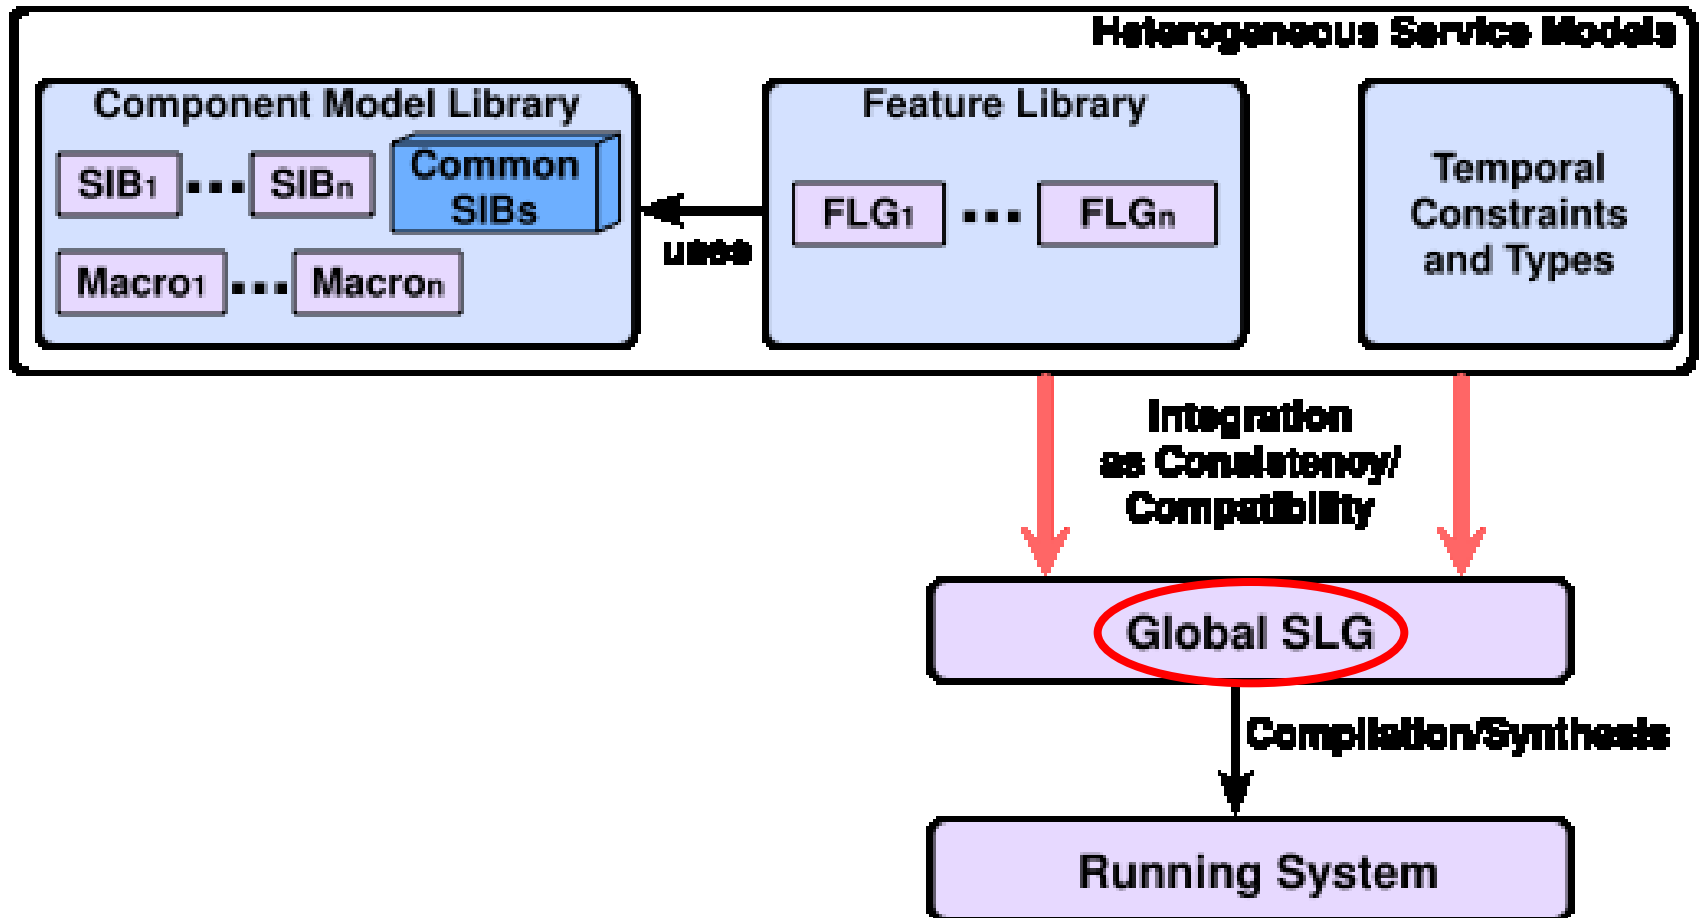 Heterogeneous Service Models
Component Model Library
SIB1 ... SIBn
Common
SIBs
Macro1 ... Macron
uses
Feature Library
FLG1 ... FLGn
Temporal
Constraints
and Types
Integration
as Consistency/
Compatibility
Global SLG
Compilation/Synthesis
Running System